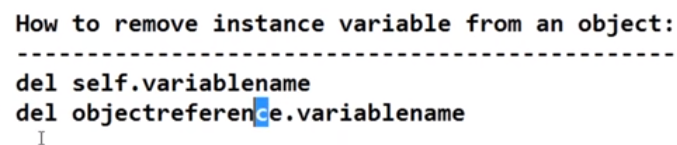 How to remove instance variable from an object:
-----------------------------------------------
del self.variablename
del objectreference.variablename